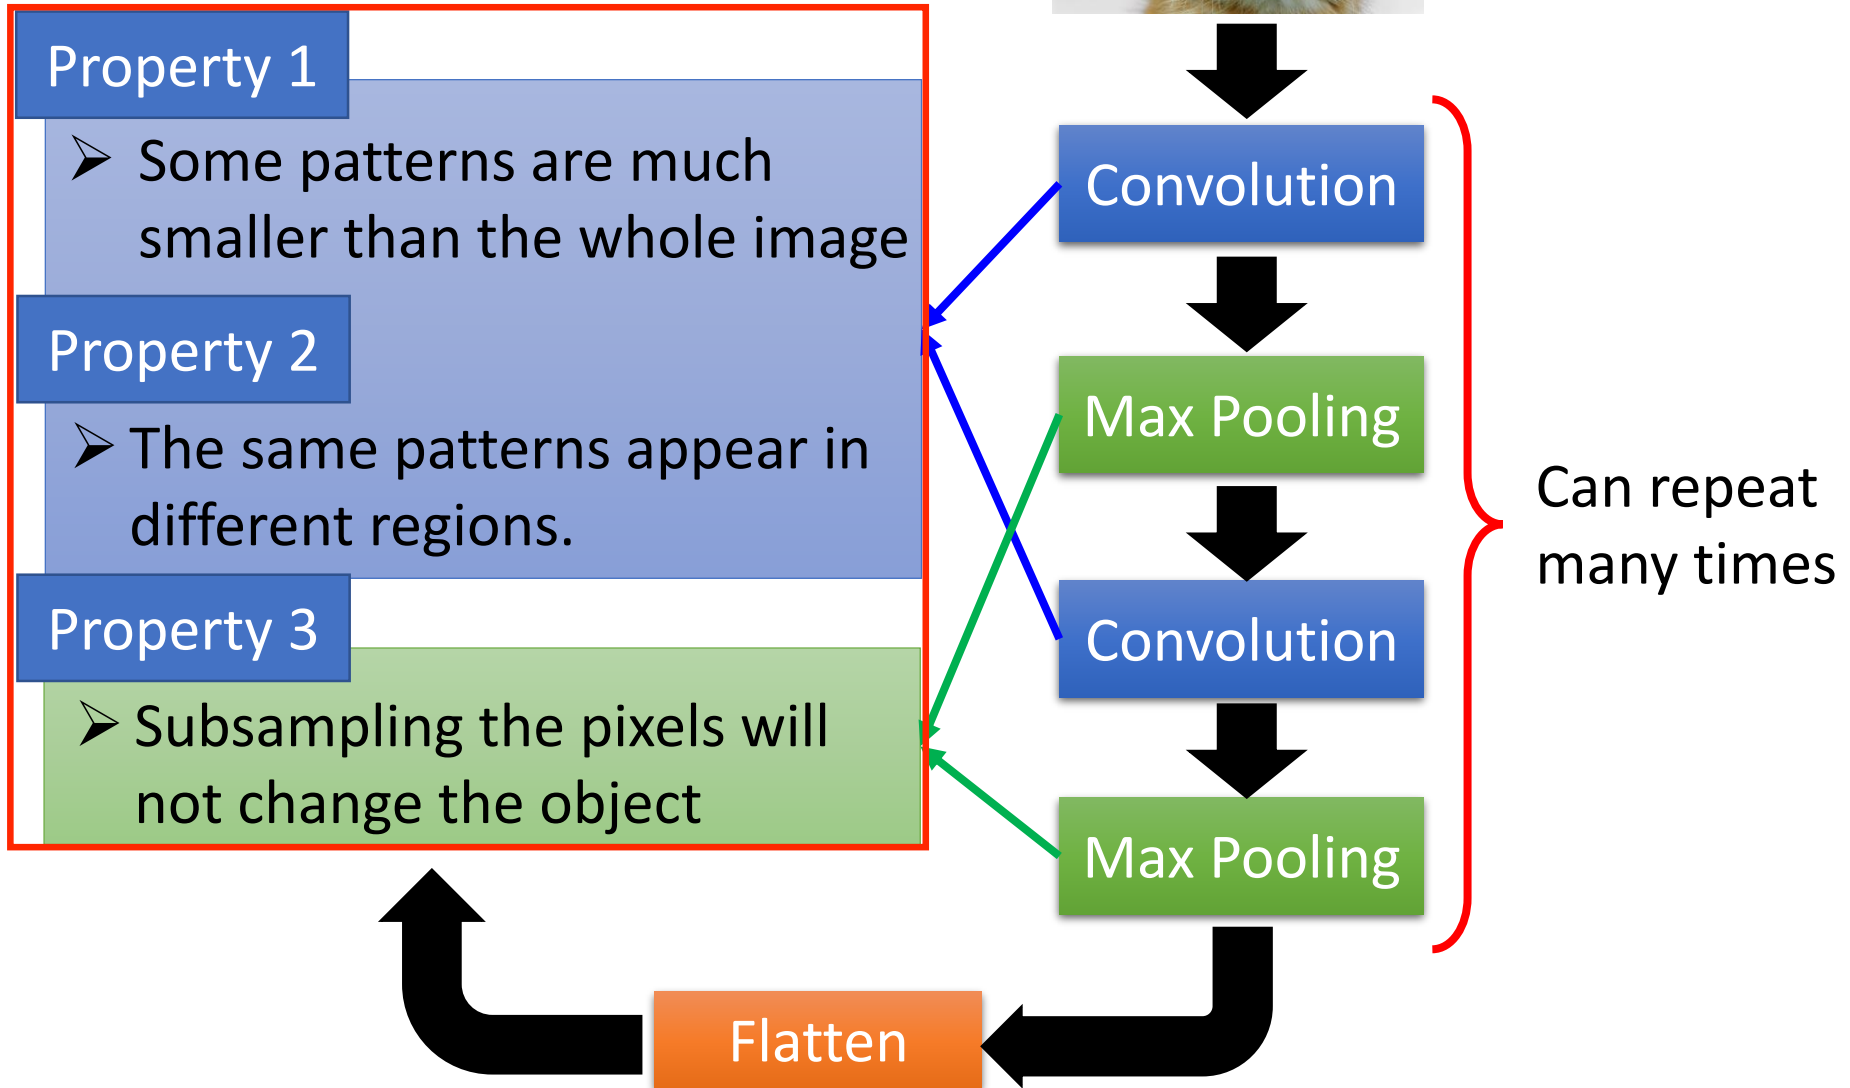 Property 1
➢ Some patterns are much
smaller than the whole image
Property 2
➢ The same patterns appear in
different regions.
Property 3
➢ Subsampling the pixels will
not change the object
Convolution
Max Pooling
Convolution
Max Pooling
Can repeat
many times
Flatten